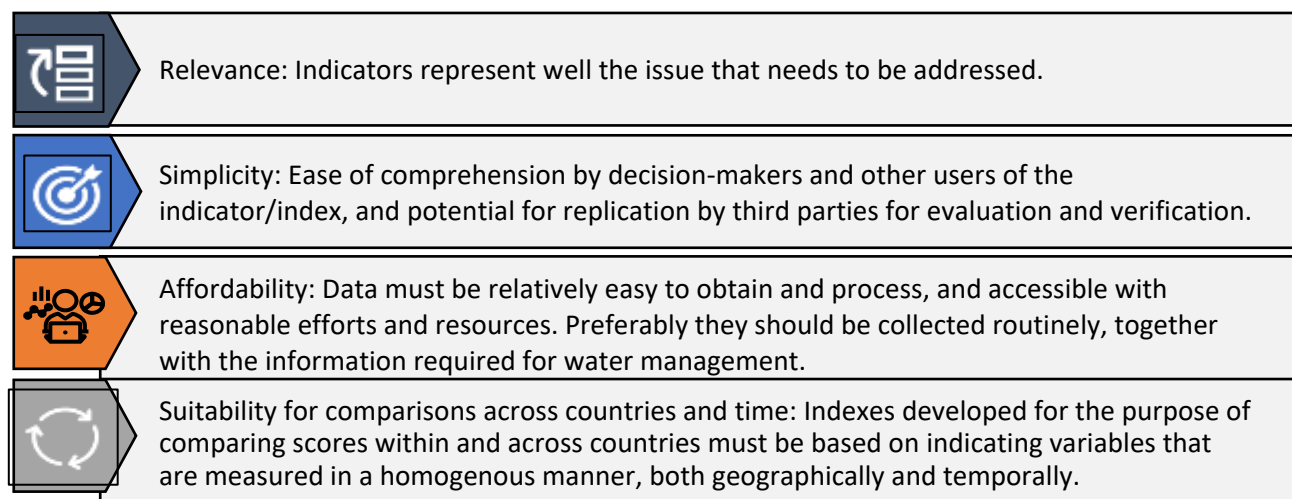 Relevance: Indicators represent well the issue that needs to be addressed.
Simplicity: Ease of comprehension by decision-makers and other users of the
indicator/index, and potential for replication by third parties for evaluation and verification.
Affordability: Data must be relatively easy to obtain and process, and accessible with
reasonable efforts and resources. Preferably they should be collected routinely, together
with the information required for water management.
Suitability for comparisons across countries and time: Indexes developed for the purpose of
comparing scores within and across countries must be based on indicating variables that
are measured in a homogenous manner, both geographically and temporally.